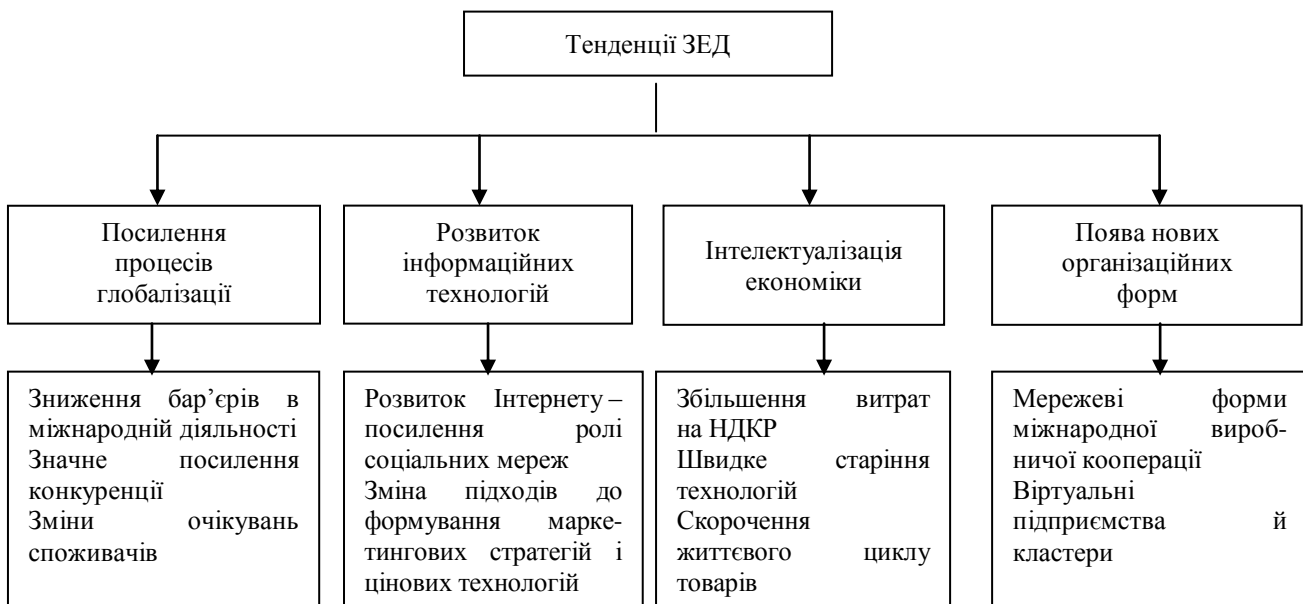 Тенденції ЗЕД
Посилення
процесів
глобалізації
Розвиток
інформаційних
технологій
Інтелектуалізація
економіки
Поява нових
організаційних
форм
Зниження бар’єрів в
міжнародній діяльності
Значне посилення
конкуренції
Зміни очікувань
споживачів
Розвиток Інтернету –
посилення ролі
соціальних мереж
Зміна підходів до
формування марке-
тингових стратегій і
цінових технологій
Збільшення витрат
на НДКР
Швидке старіння
технологій
Скорочення
життєвого циклу
товарів
Мережеві форми
міжнародної вироб-
ничої кооперації
Віртуальні
підприємства й
кластери